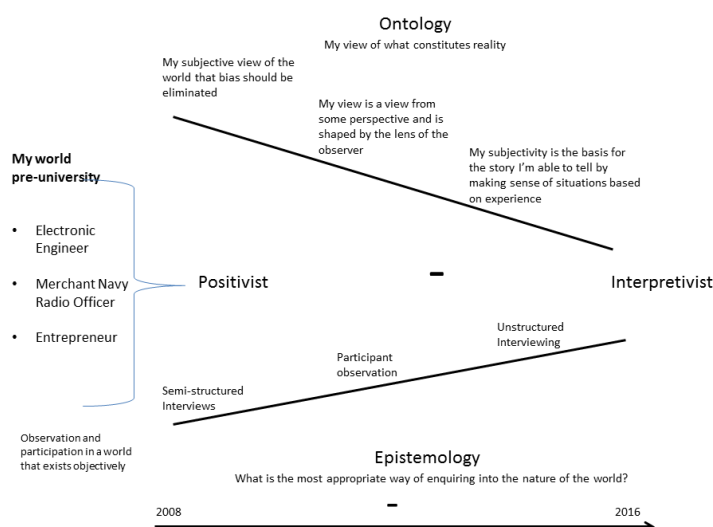 Ontology
My view of what constitutes reality
My subjective view of the
world that bias should be
eliminated
My view is a view from
some perspective and is
shaped by the lens of the
observer
My subjectivity is the basis for
the story I'm able to tell by
making sense of situations based
on experience
My world
pre-university
• Electronic
Engineer
• Merchant Navy
Radio Officer
• Entrepreneur
Positivist
-
Interpretivist
Unstructured
Interviewing
Participant
observation
Semi-structured
Interviews
Observation and
participation in a world
that exists objectively
Epistemology
What is the most appropriate way of enquiring into the nature of the world?
2008
-
2016